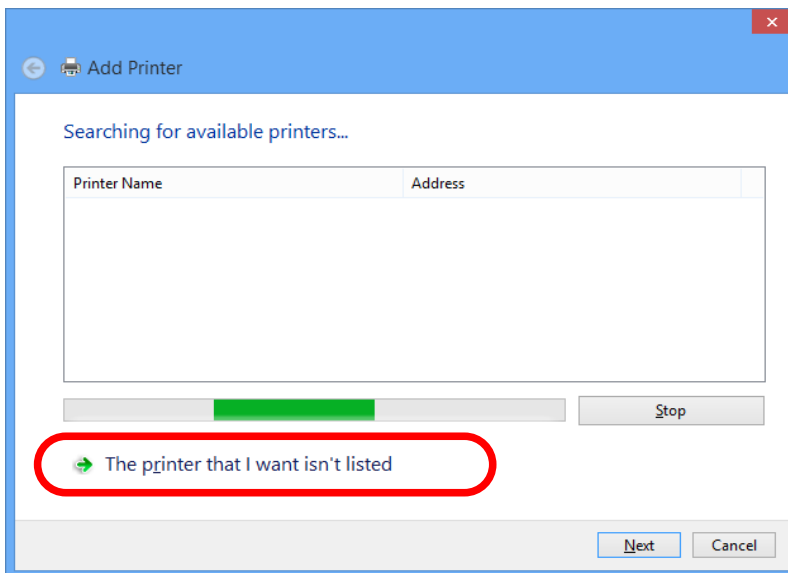 Add Printer
Searching for available printers...
Printer Name Address
Stop
The printer that I want isn't listed
Next Cancel